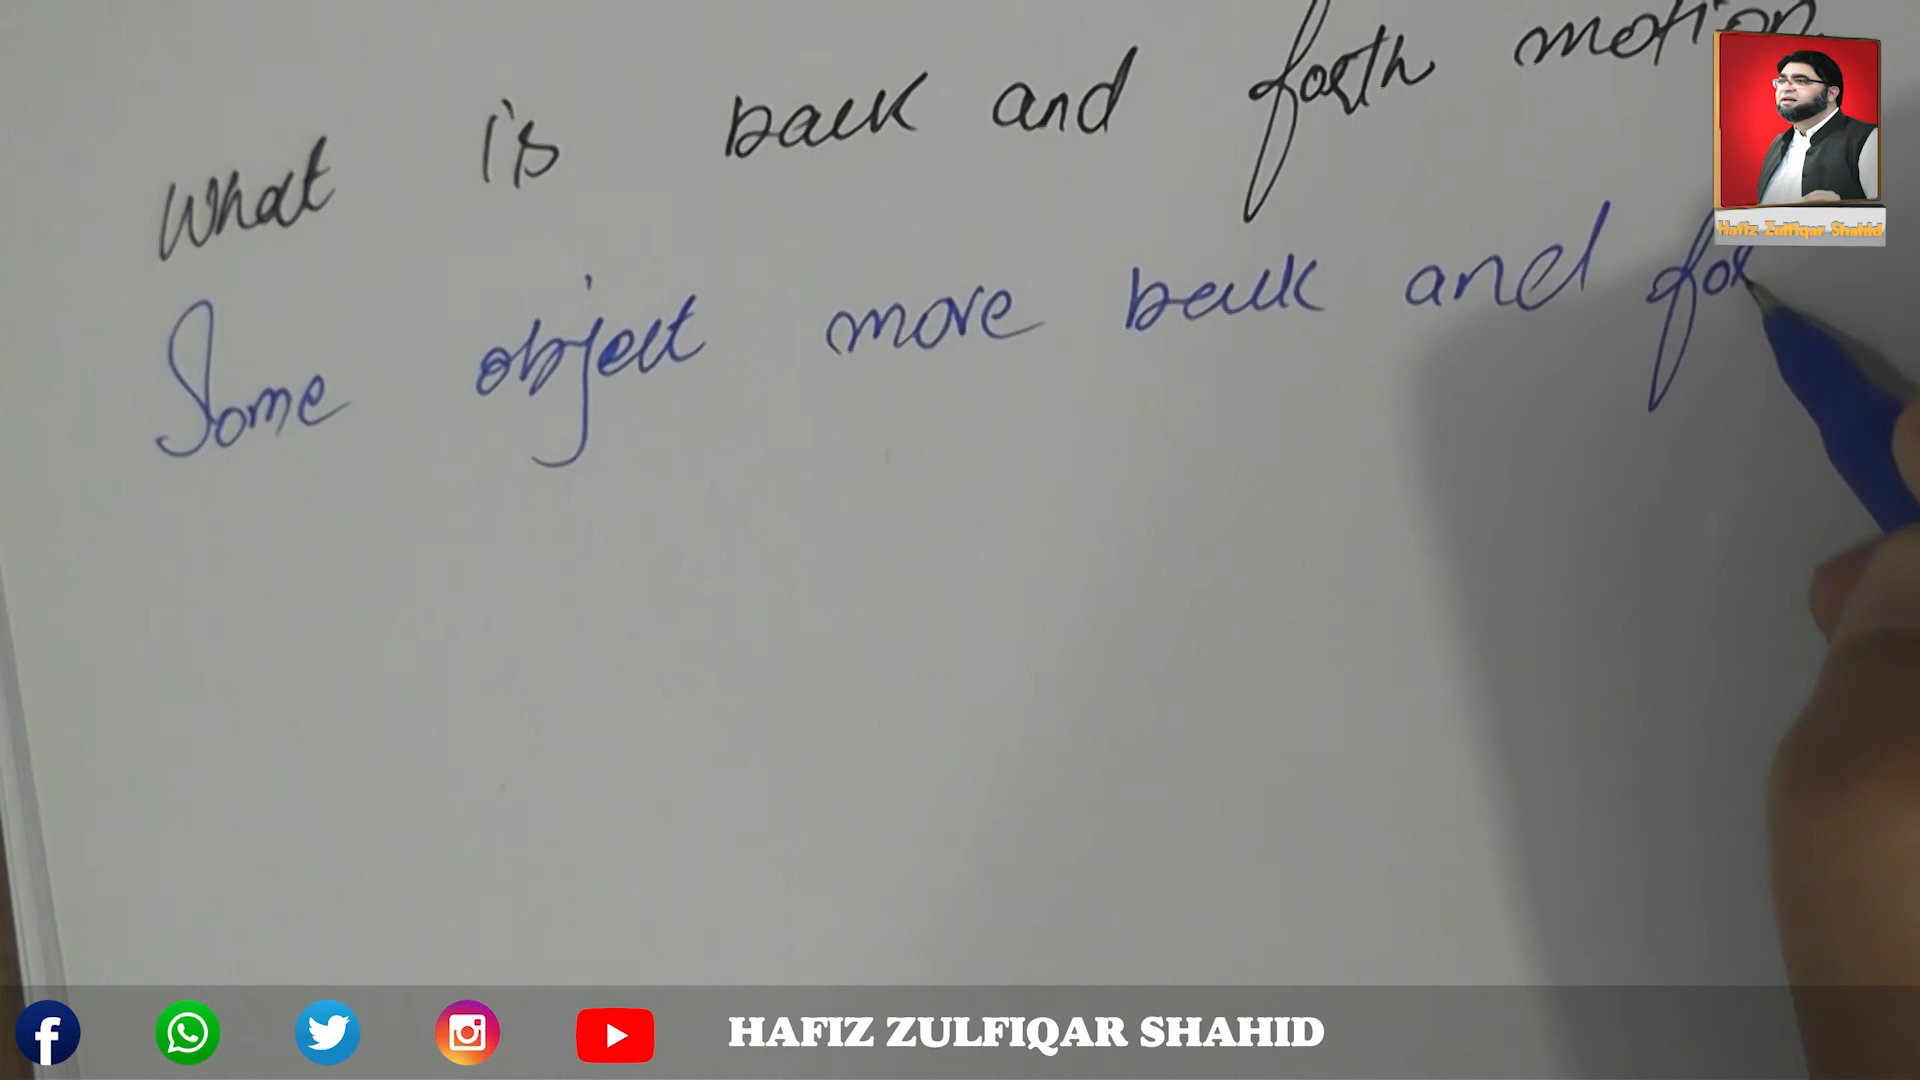 What is back and forth motion
Hafiz Zulfiqar Shahid
Some object move back and for
HAFIZ ZULFIQAR SHAHID